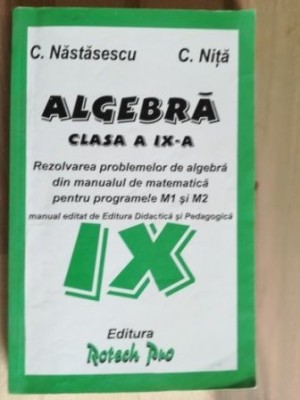 C. Năstăsescu C. Niță
ALGEBRĂ
CLASA A IX-A
Rezolvarea problemelor de algebră
din manualul de matematică
pentru programele M1 și M2
manual editat de Editura Didactică și Pedagogică
IX
Editura
Rotech Pro